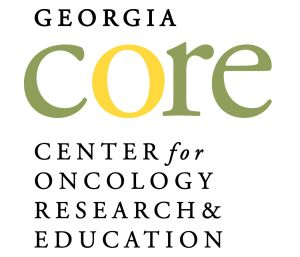 GEORGIA
core
CENTER for
ONCOLOGY
RESEARCH &
EDUCATION